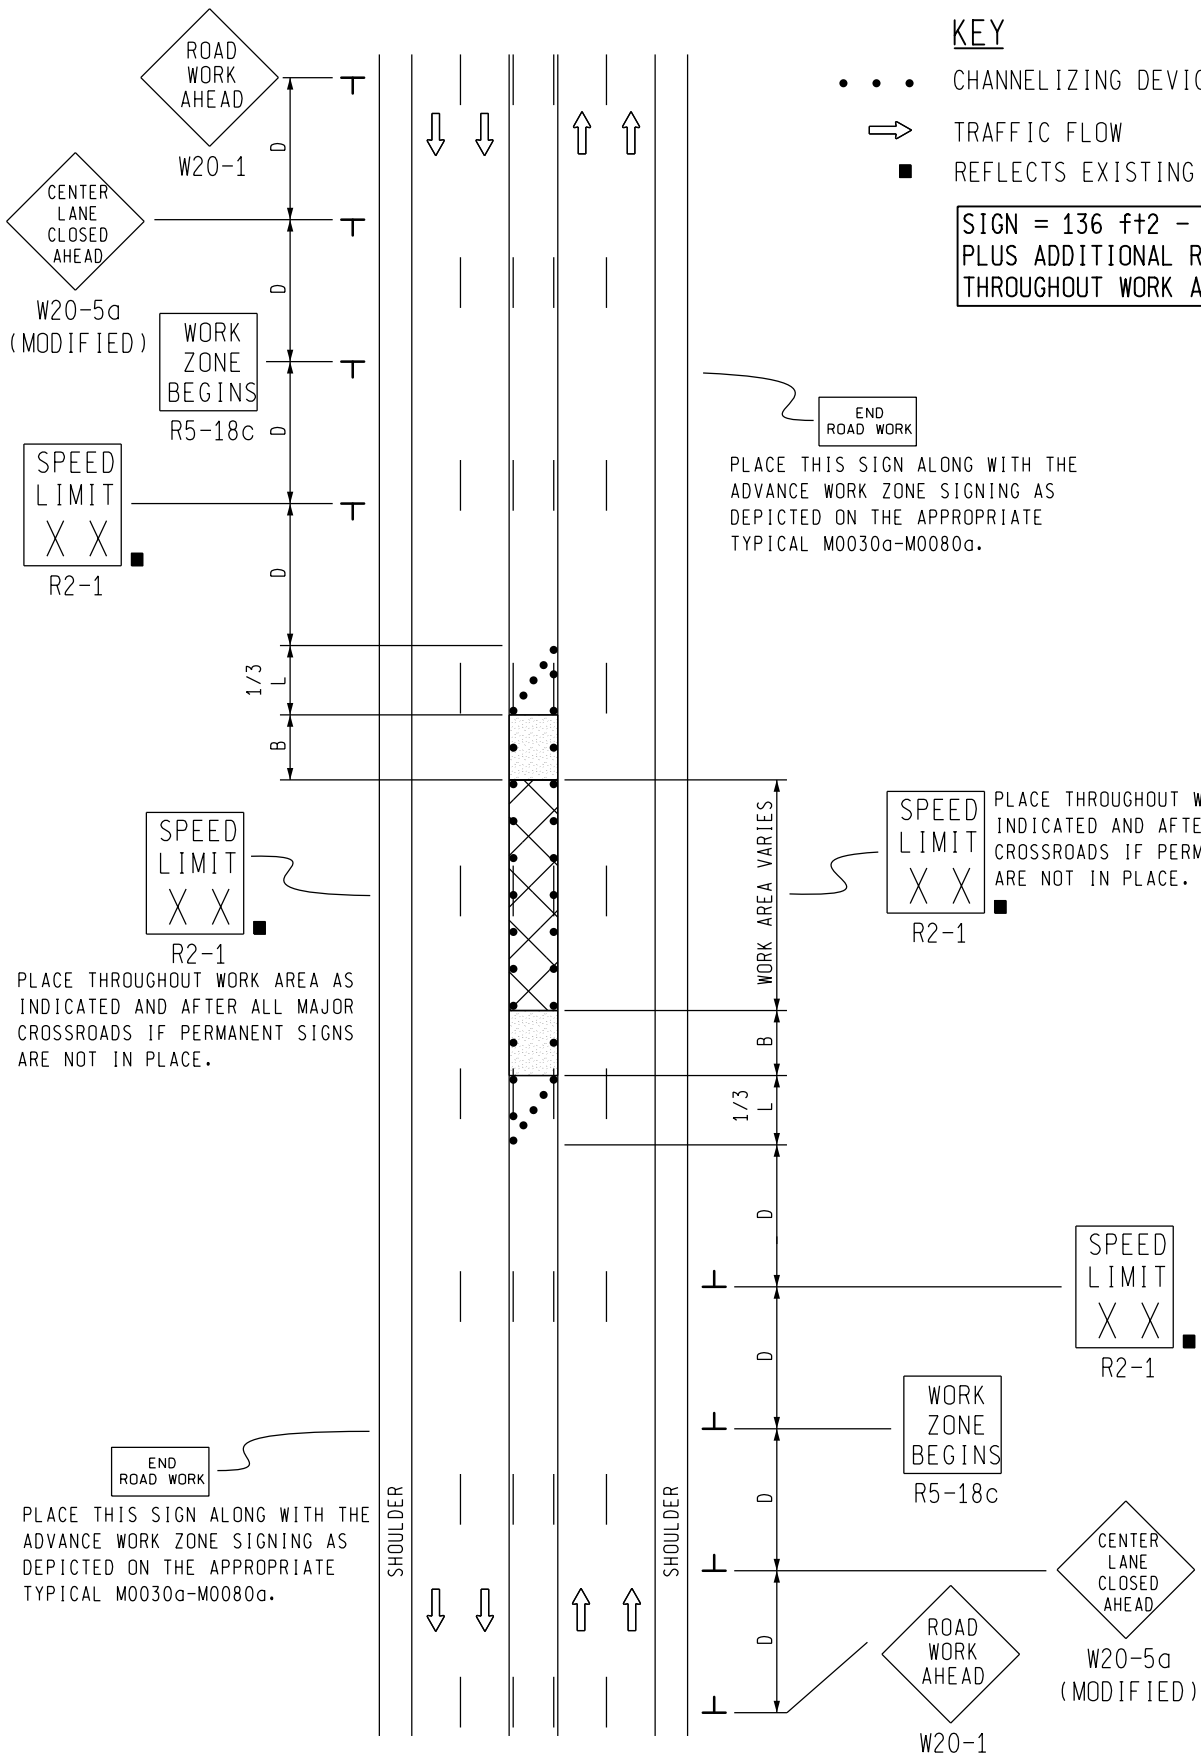 KEY
CHANNELIZING DEVIC
TRAFFIC FLOW
REFLECTS EXISTING
SIGN = 136 ft2 -
PLUS ADDITIONAL R
THROUGHOUT WORK A
ROAD
WORK
AHEAD
W20-1
D
CENTER
LANE
CLOSED
AHEAD
W20-5a
(MODIFIED)
D
WORK
ZONE
BEGINS
R5-18c
D
SPEED
LIMIT
X X
R2-1
D
END
ROAD WORK
PLACE THIS SIGN ALONG WITH THE
ADVANCE WORK ZONE SIGNING AS
DEPICTED ON THE APPROPRIATE
TYPICAL M0030a-M0080a.
1/3
L
B
SPEED
LIMIT
X X
R2-1
PLACE THROUGHOUT WORK AREA AS
INDICATED AND AFTER ALL MAJOR
CROSSROADS IF PERMANENT SIGNS
ARE NOT IN PLACE.
WORK AREA VARIES
SPEED
LIMIT
X X
R2-1
PLACE THROUGHOUT W
INDICATED AND AFTE
CROSSROADS IF PERM
ARE NOT IN PLACE.
B
1/3
L
D
SPEED
LIMIT
X X
R2-1
D
WORK
ZONE
BEGINS
R5-18c
D
END
ROAD WORK
PLACE THIS SIGN ALONG WITH THE
ADVANCE WORK ZONE SIGNING AS
DEPICTED ON THE APPROPRIATE
TYPICAL M0030a-M0080a.
SHOULDER
SHOULDER
CENTER
LANE
CLOSED
AHEAD
W20-5a
(MODIFIED)
D
ROAD
WORK
AHEAD
W20-1